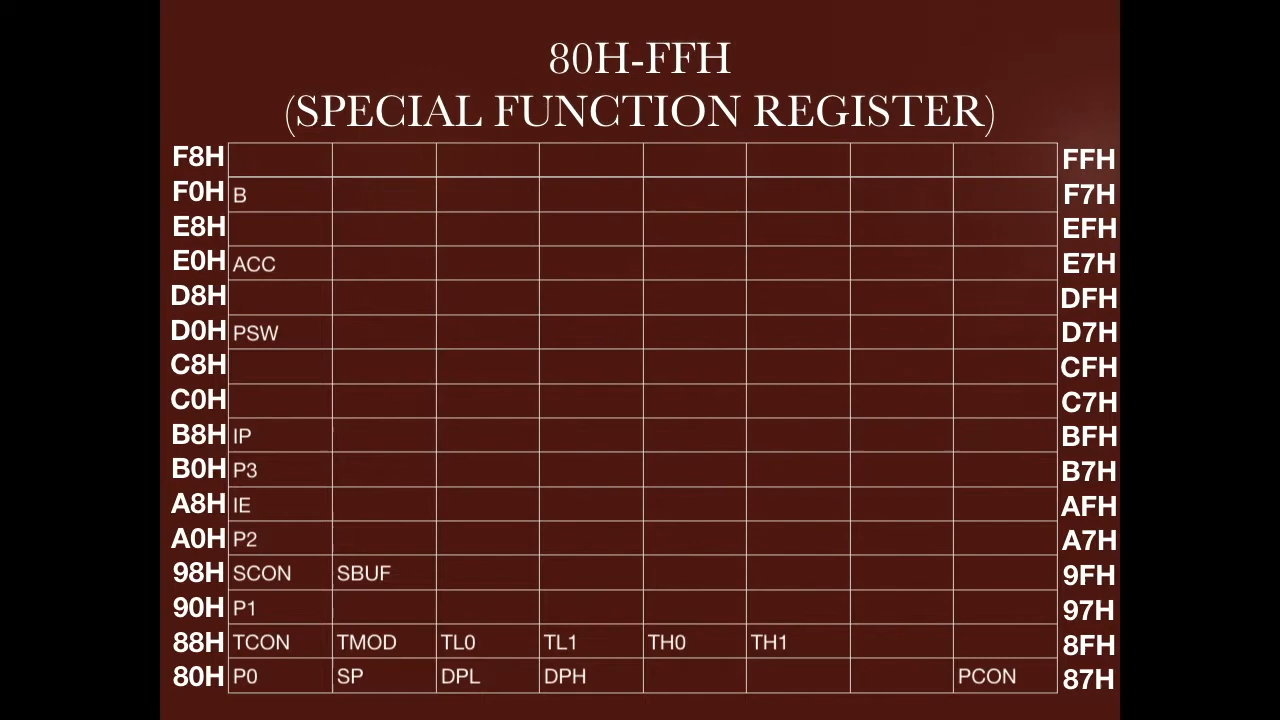 80H-FFH
(SPECIAL FUNCTION REGISTER)
F8H FFH
F0H B F7H
E8H EFH
E0H ACC E7H
D8H DFH
D0H PSW D7H
C8H CFH
C0H C7H
B8H IP BFH
B0H P3 B7H
A8H IE AFH
A0H P2 A7H
98H SCON SBUF 9FH
90H P1 97H
88H TCON TMOD TL0 TL1 TH0 TH1 8FH
80H P0 SP DPL DPH PCON 87H